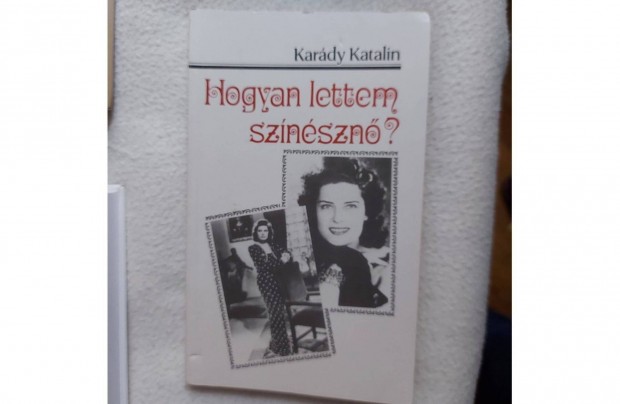 Karády Katalin
Hogyan lettem
színésznő?